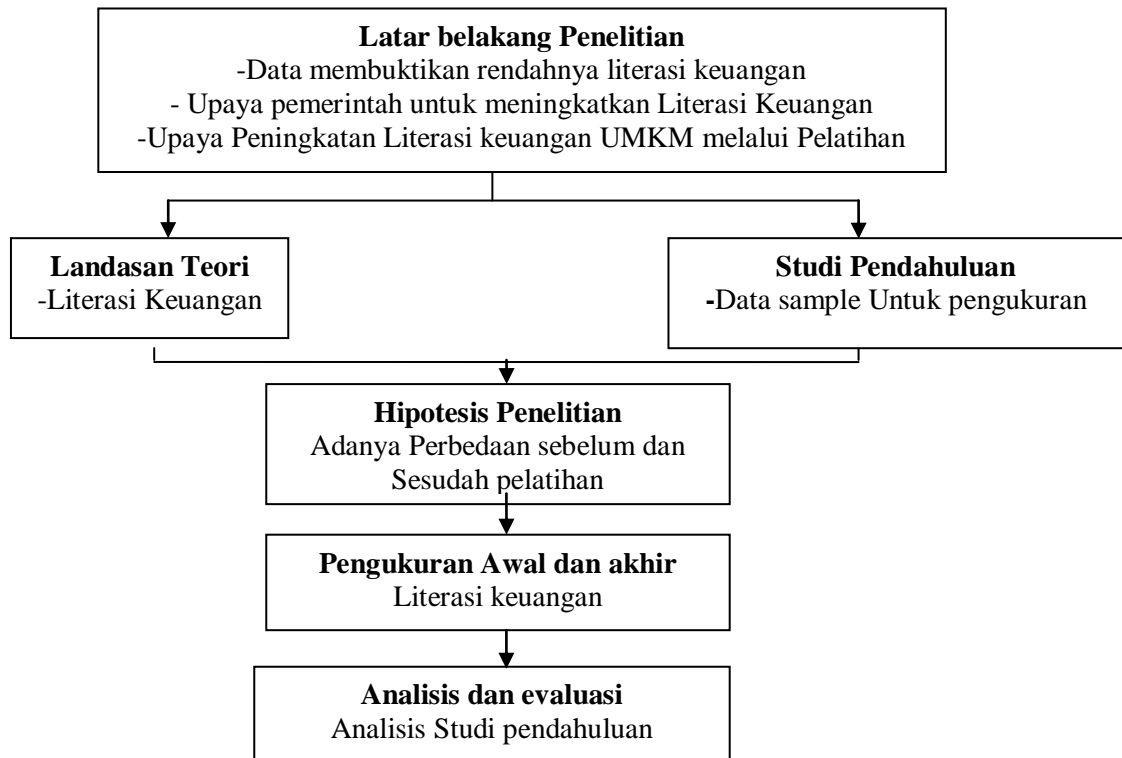 Latar belakang Penelitian
-Data membuktikan rendahnya literasi keuangan
- Upaya pemerintah untuk meningkatkan Literasi Keuangan
-Upaya Peningkatan Literasi keuangan UMKM melalui Pelatihan
Landasan Teori
-Literasi Keuangan
Studi Pendahuluan
-Data sample Untuk pengukuran
Hipotesis Penelitian
Adanya Perbedaan sebelum dan
Sesudah pelatihan
Pengukuran Awal dan akhir
Literasi keuangan
Analisis dan evaluasi
Analisis Studi pendahuluan